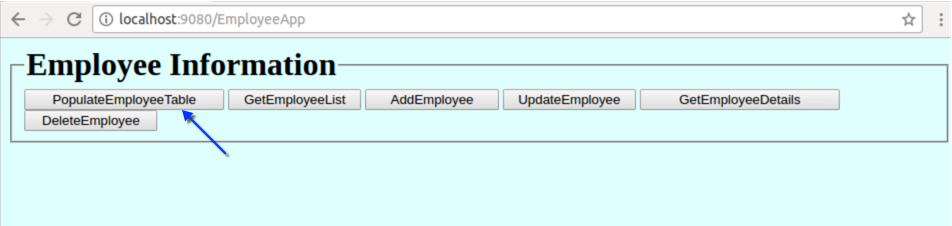 localhost:9080/EmployeeApp
Employee Information
PopulateEmployeeTable GetEmployeeList AddEmployee UpdateEmployee GetEmployeeDetails
DeleteEmployee